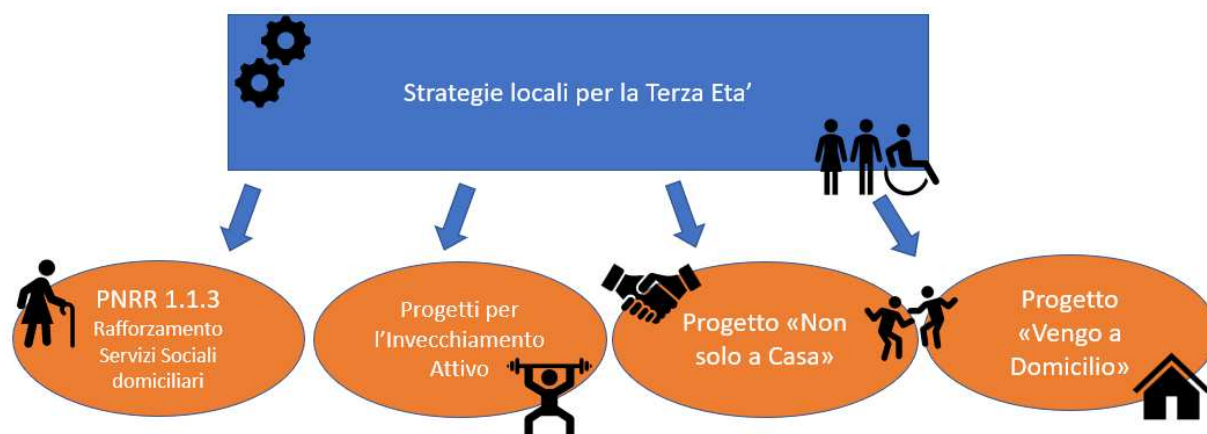 Strategie locali per la Terza Eta’
PNRR 1.1.3
Rafforzamento
Servizi Sociali
domiciliari
Progetti per
l’Invecchiamento
Attivo
Progetto «Non
solo a Casa»
Progetto
«Vengo a
Domicilio»